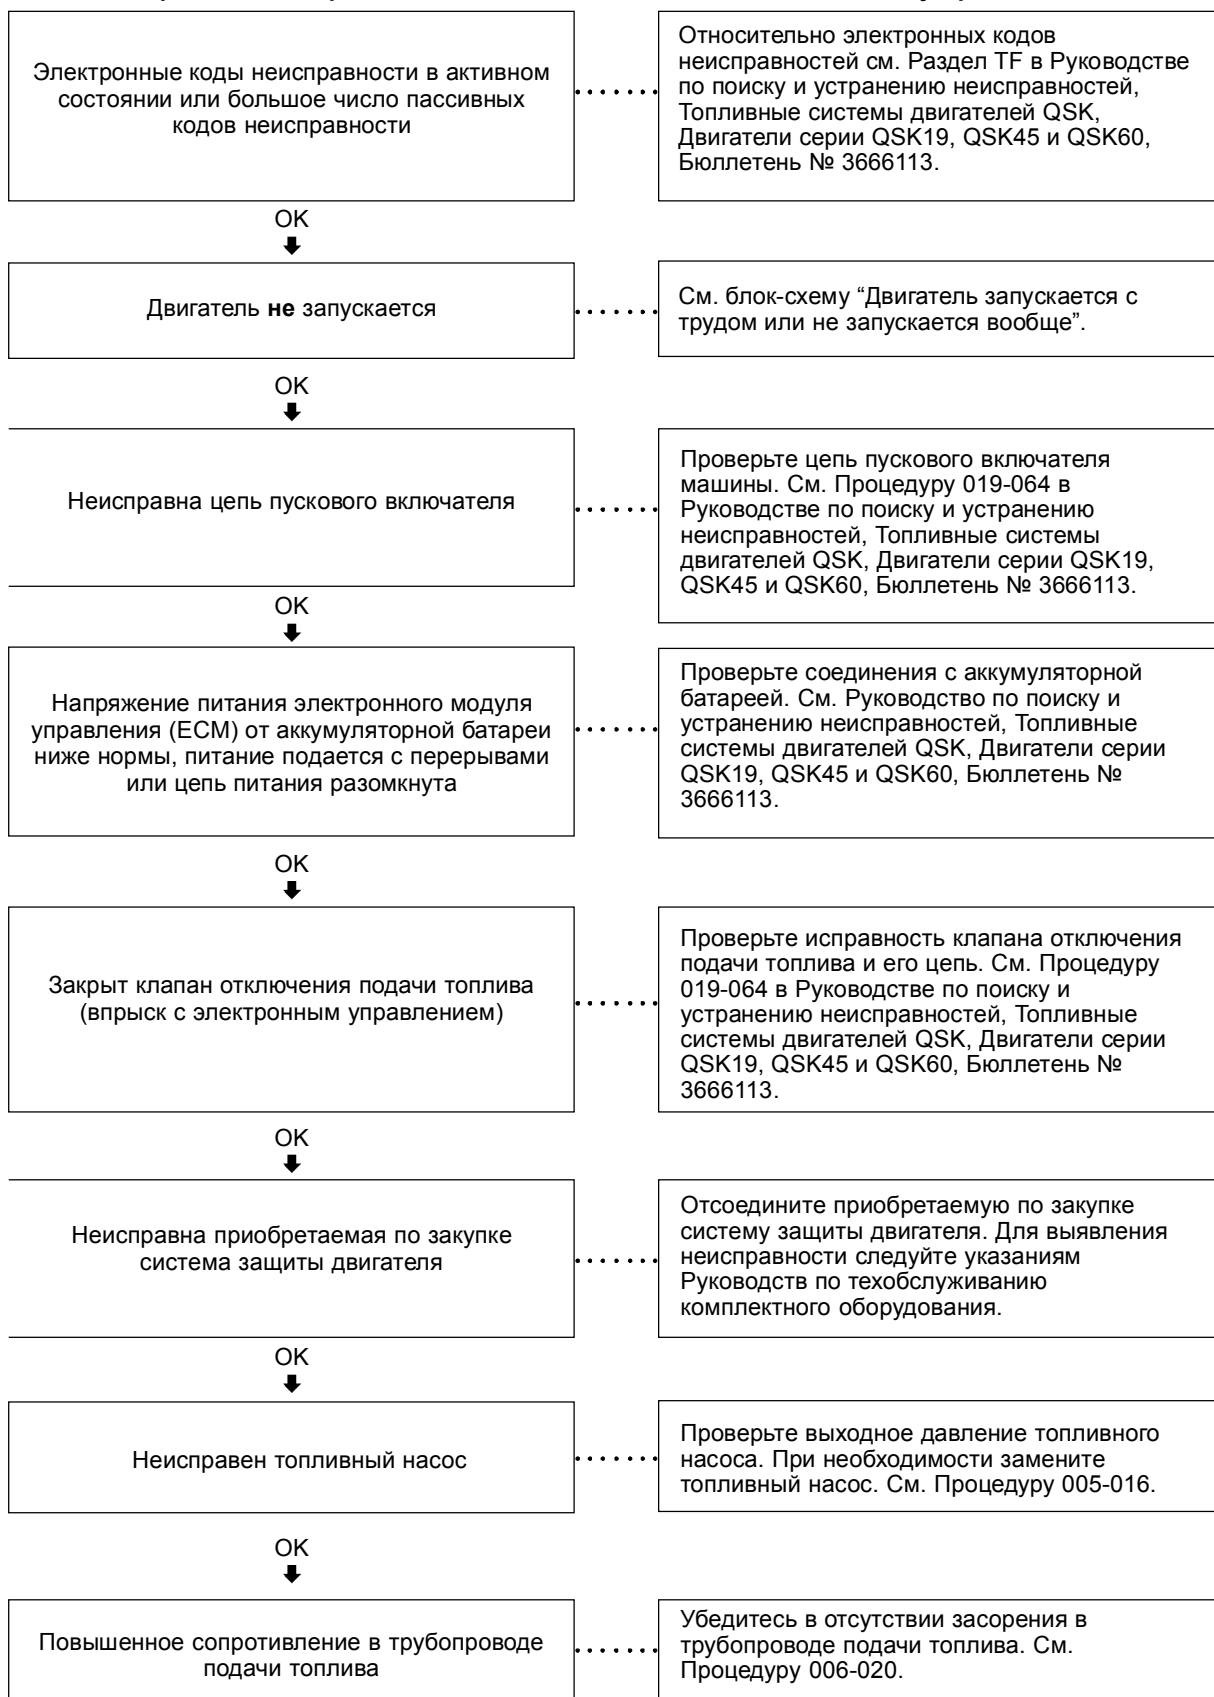 Электронные коды неисправности в активном
состоянии или большое число пассивных
кодов неисправности
Относительно электронных кодов
неисправностей см. Раздел TF в Руководстве
по поиску и устранению неисправностей,
Топливные системы двигателей QSK,
Двигатели серии QSK19, QSK45 и QSK60,
Бюллетень № 3666113.
OK
Двигатель не запускается
См. блок-схему “Двигатель запускается с
трудом или не запускается вообще”.
OK
Неисправна цепь пускового включателя
Проверьте цепь пускового включателя
машины. См. Процедуру 019-064 в
Руководстве по поиску и устранению
неисправностей, Топливные системы
двигателей QSK, Двигатели серии QSK19,
QSK45 и QSK60, Бюллетень № 3666113.
OK
Напряжение питания электронного модуля
управления (ECM) от аккумуляторной батареи
ниже нормы, питание подается с перерывами
или цепь питания разомкнута
Проверьте соединения с аккумуляторной
батареей. См. Руководство по поиску и
устранению неисправностей, Топливные
системы двигателей QSK, Двигатели серии
QSK19, QSK45 и QSK60, Бюллетень №
3666113.
OK
Закрыт клапан отключения подачи топлива
(впрыск с электронным управлением)
Проверьте исправность клапана отключения
подачи топлива и его цепь. См. Процедуру
019-064 в Руководстве по поиску и
устранению неисправностей, Топливные
системы двигателей QSK, Двигатели серии
QSK19, QSK45 и QSK60, Бюллетень №
3666113.
OK
Неисправна приобретаемая по закупке
система защиты двигателя
Отсоедините приобретаемую по закупке
систему защиты двигателя. Для выявления
неисправности следуйте указаниям
Руководств по техобслуживанию
комплектного оборудования.
OK
Неисправен топливный насос
Проверьте выходное давление топливного
насоса. При необходимости замените
топливный насос. См. Процедуру 005-016.
OK
Повышенное сопротивление в трубопроводе
подачи топлива
Убедитесь в отсутствии засорения в
трубопроводе подачи топлива. См.
Процедуру 006-020.